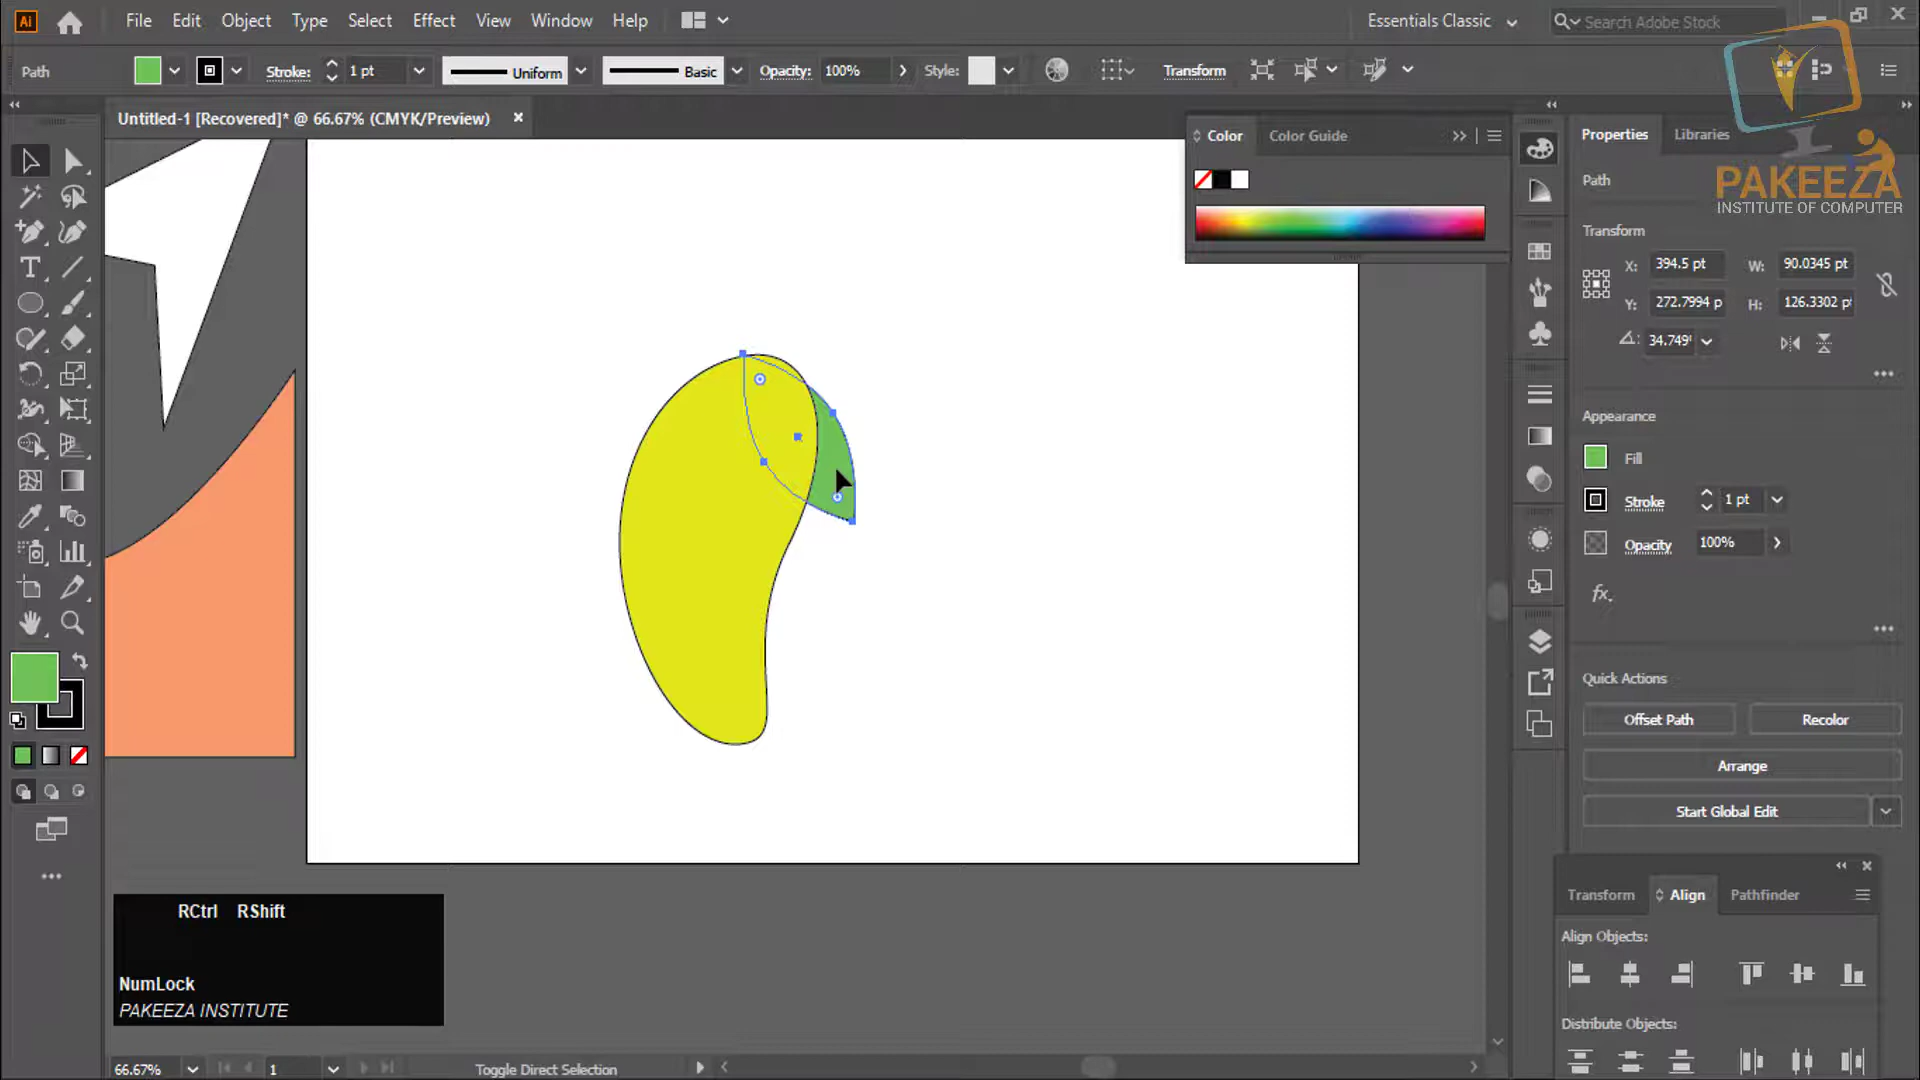 Ai File Edit Object Type Select Effect View Window Help Essentials Classic Search Adobe Stock
Path Stroke: 1 pt Uniform Basic Opacity: 100% Style: Transform
Untitled-1 [Recovered]* @ 66.67% (CMYK/Preview)
Color Color Guide
Properties Libraries
PAKEEZA
INSTITUTE OF COMPUTER
Path
Transform
X: 394.5 pt W: 90.0345 pt
Y: 272.7994 p H: 126.3302 pt
34.749°
Appearance
Fill
Stroke 1 pt
Opacity 100%
fx.
Quick Actions
Offset Path Recolor
Arrange
Start Global Edit
Transform Align Pathfinder
Align Objects:
Distribute Objects:
RCtrl RShift
NumLock
PAKEEZA INSTITUTE
66.67% 1 Toggle Direct Selection